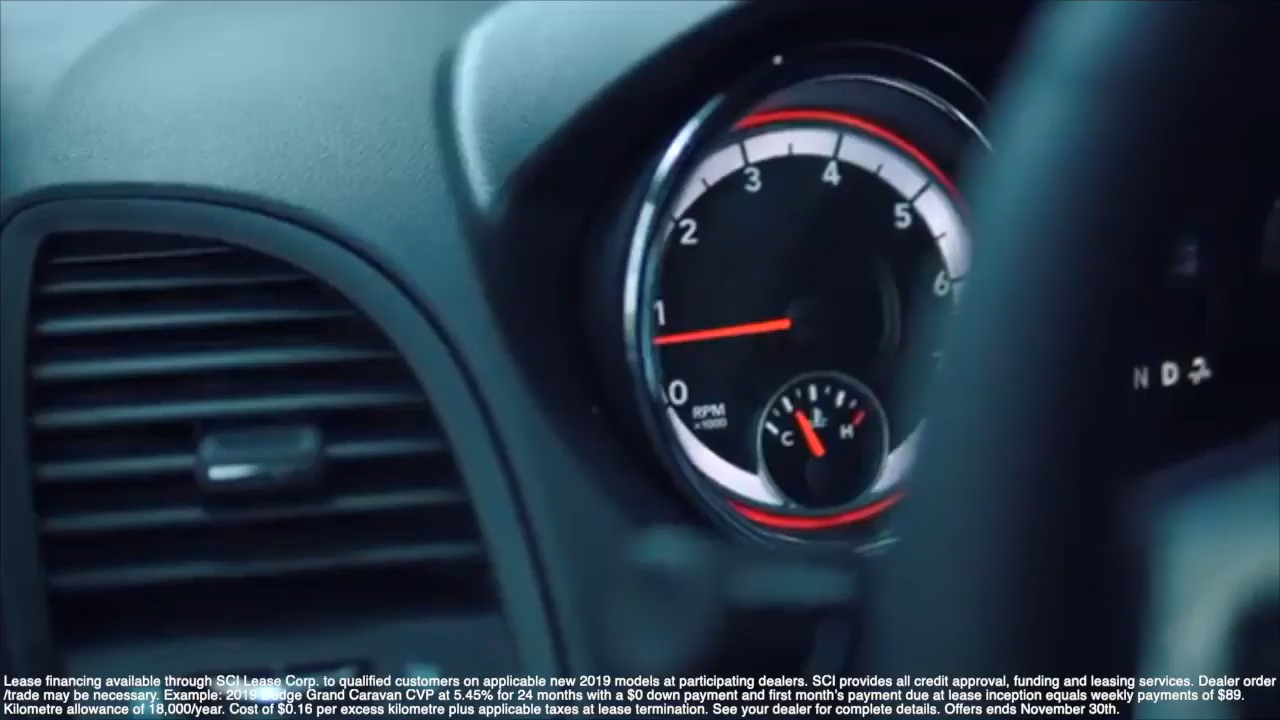 3 4
2 5
6
1
0
RPM
×1000
C H
N D
Lease financing available through SCI Lease Corp. to qualified customers on applicable new 2019 models at participating dealers. SCI provides all credit approval, funding and leasing services. Dealer order
/trade may be necessary. Example: 2019 Dodge Grand Caravan CVP at 5.45% for 24 months with a $0 down payment and first month's payment due at lease inception equals weekly payments of $89.
Kilometre allowance of 18,000/year. Cost of $0.16 per excess kilometre plus applicable taxes at lease termination. See your dealer for complete details. Offers ends November 30th.